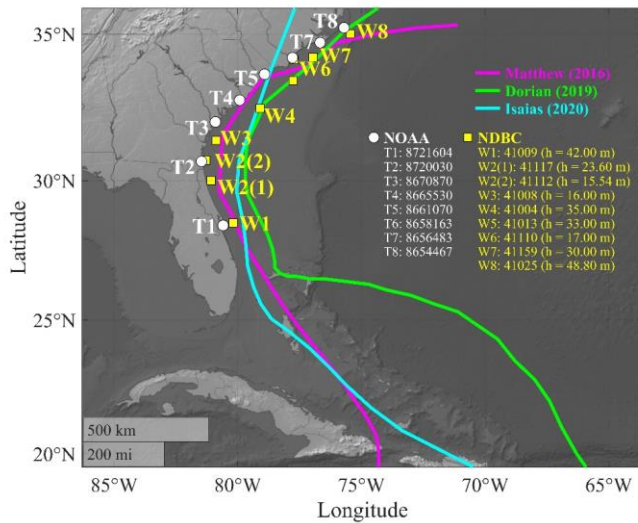 35°N
30°N
25°N
20°N
Latitude
85°W
80°W
75°W
70°W
65°W
Longitude
T8
W8
T7
W7
W6
T5
T4
W4
T3
W3
T2
W2(2)
W2(1)
T1
W1
Matthew (2016)
Dorian (2019)
Isaias (2020)
NOAA
T1: 8721604
T2: 8720030
T3: 8670870
T4: 8665530
T5: 8661070
T6: 8658163
T7: 8656483
T8: 8654467
NDBC
W1: 41009 (h = 42.00 m)
W2(1): 41117 (h = 23.60 m)
W2(2): 41112 (h = 15.54 m)
W3: 41008 (h = 16.00 m)
W4: 41004 (h = 35.00 m)
W5: 41013 (h = 33.00 m)
W6: 41110 (h = 17.00 m)
W7: 41159 (h = 30.00 m)
W8: 41025 (h = 48.80 m)
500 km
200 mi